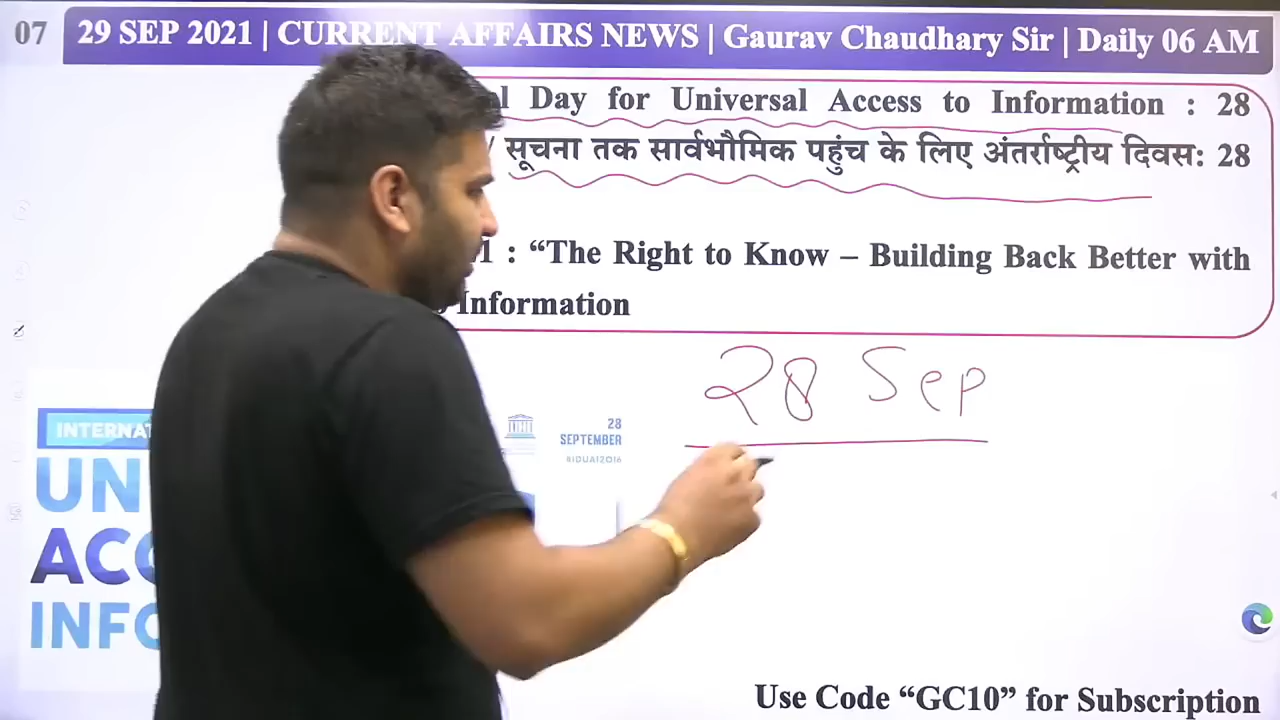 07 29 SEP 2021 | CURRENT AFFAIRS NEWS | Gaurav Chaudhary Sir | Daily 06 AM
Day for Universal Access to Information : 28
/ सूचना तक सार्वभौमिक पहुंच के लिए अंतर्राष्ट्रीय दिवस: 28
1 : “The Right to Know – Building Back Better with
Information
28 Sep
INTERNA
UN
ACC
INFO
28
SEPTEMBER
#IDUAI2016
Use Code “GC10” for Subscription